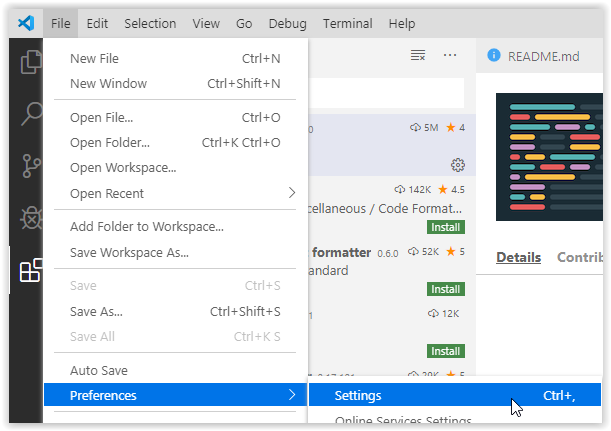 File Edit Selection View Go Debug Terminal Help
New File Ctrl+N
New Window Ctrl+Shift+N
Open File... Ctrl+O
Open Folder... Ctrl+K Ctrl+O
Open Workspace...
Open Recent
Add Folder to Workspace...
Save Workspace As...
Save Ctrl+S
Save As... Ctrl+Shift+S
Save All Ctrl+K S
Auto Save
Preferences
Settings Ctrl+,
Online Services Settings
5M 4
142K 4.5
cellaneous / Code Format...
Install
formatter 0.6.0 52K 5
ndard
Install
12K
Install
29K 5
README.md
Details Contrib